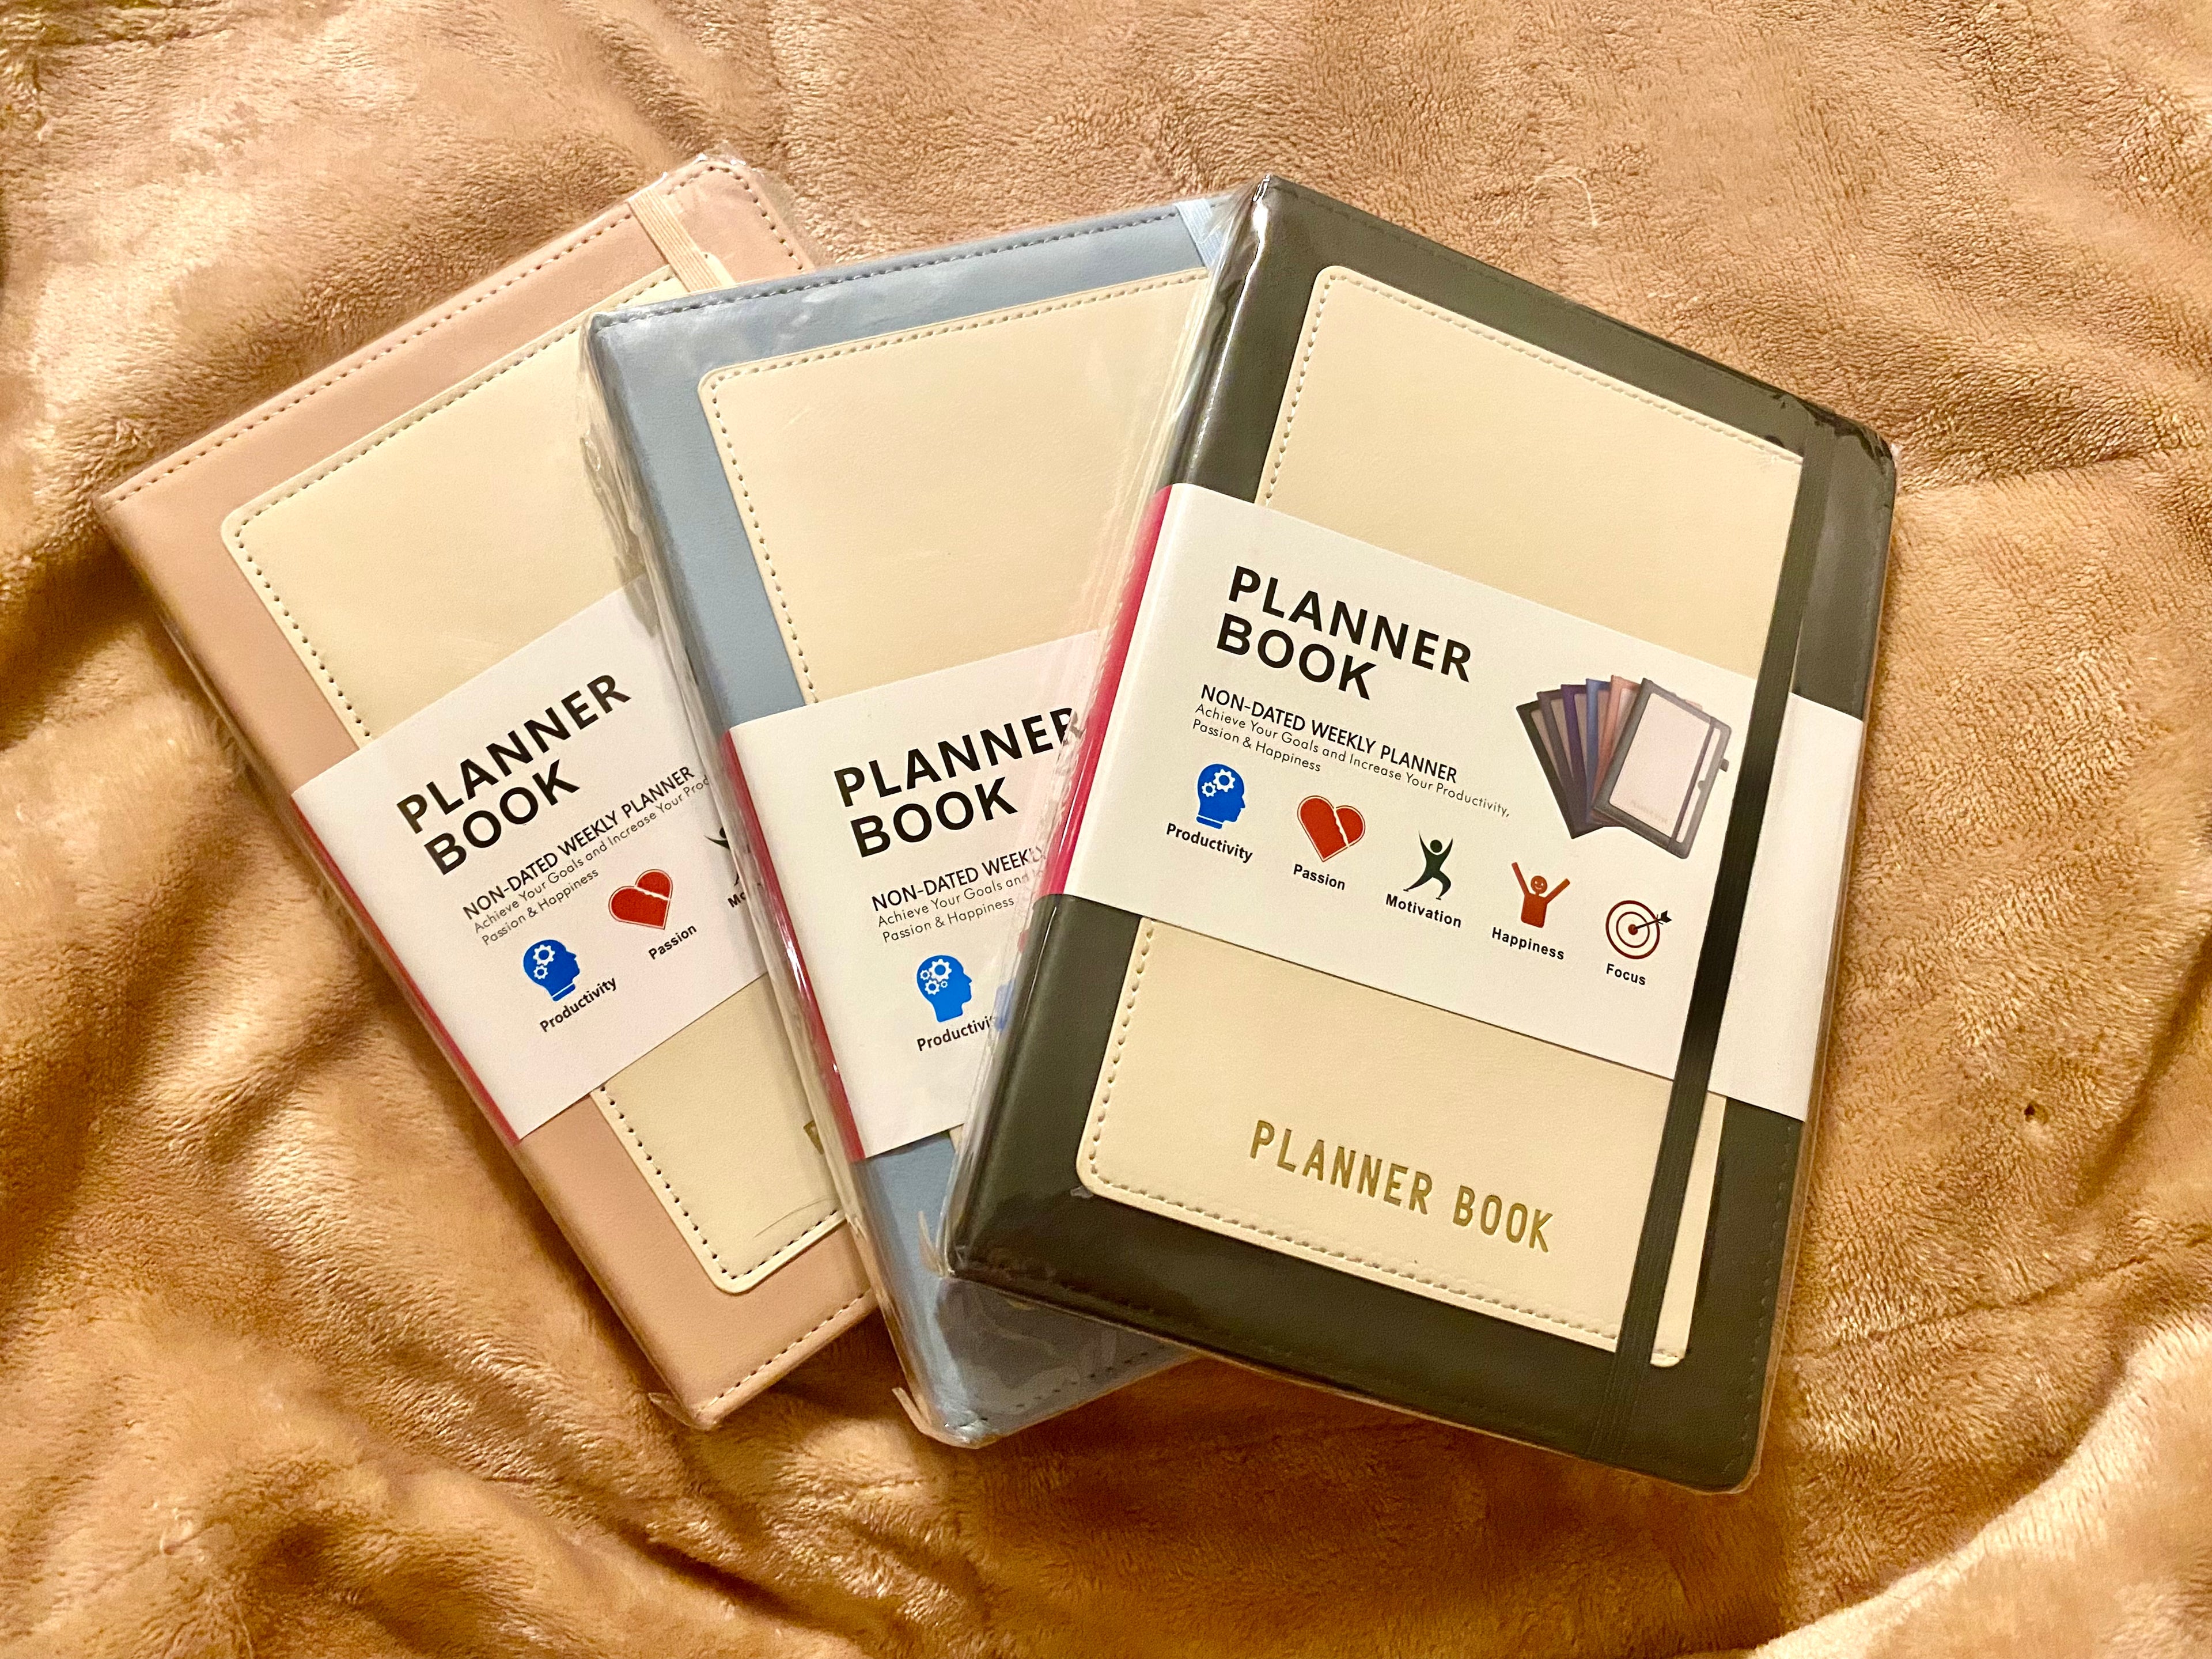 PLANNER
BOOK
NON-DATED WEEKLY PLANNER
Achieve Your Goals and Increase Your
Passion & Happiness
Productivity
Passion
PLANNER
BOOK
NON-DATED
Achieve Your Goals and
Passion & Happiness
PLANNER
BOOK
NON-DATED WEEKLY PLANNER
Achieve Your Goals and Increase Your Productivity,
Passion & Happiness
Productivity
Passion
Motivation
Happiness
Focus
PLANNER BOOK